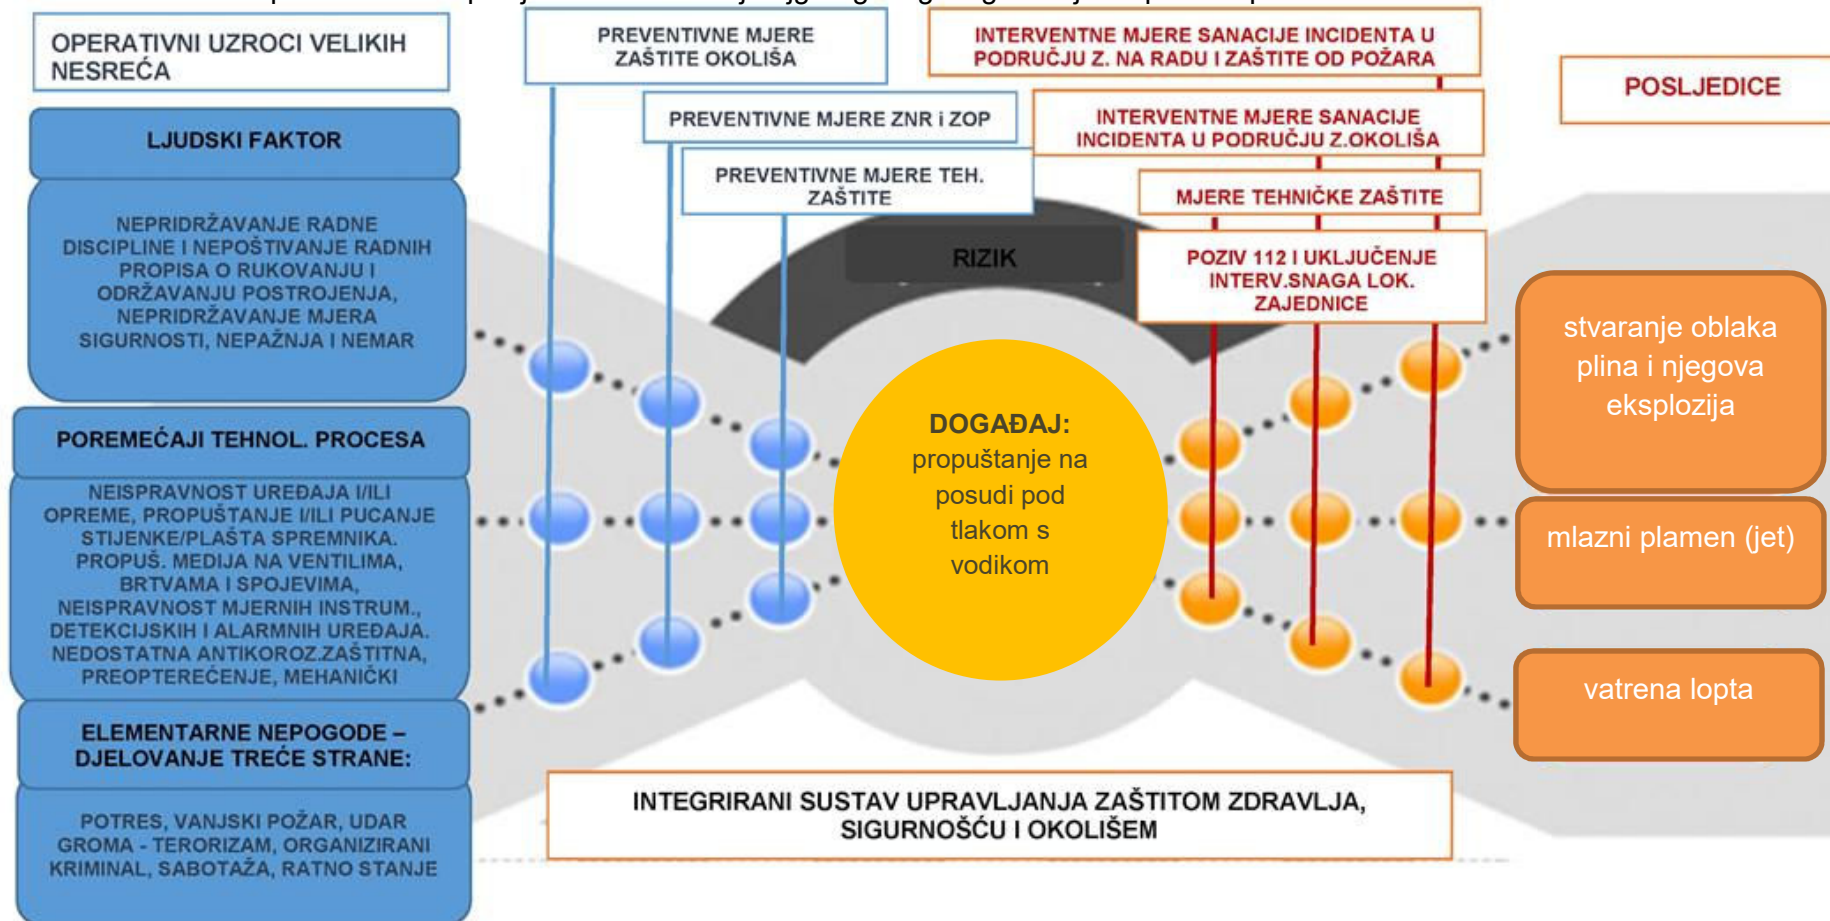 OPERATIVNI UZROCI VELIKIH
NESREĆA
LJUDSKI FAKTOR
NEPRIDRŽAVANJE RADNE
DISCIPLINE I NEPOŠTIVANJE RADNIH
PROPISA O RUKOVANJU I
ODRŽAVANJU POSTROJENJA,
NEPRIDRŽAVANJE MJERA
SIGURNOSTI, NEPAŽNJA I NEMAR
POREMEĆAJI TEHNOL. PROCESA
NEISPRAVNOST UREĐAJA I/ILI
OPREME, PROPUŠTANJE I/ILI PUCANJE
STIJENKE/PLAŠTA SPREMNIKA.
PROPUŠ. MEDIJA NA VENTILIMA,
BRTVAMA I SPOJEVIMA,
NEISPRAVNOST MJERNIH INSTRUM.,
DETEKCIJSKIH I ALARMNIH UREĐAJA.
NEDOSTATNA ANTIKOROZ.ZAŠTITNA,
PREOPTEREĆENJE, MEHANIČKI
ELEMENTARNE NEPOGODE –
DJELOVANJE TREĆE STRANE:
POTRES, VANJSKI POŽAR, UDAR
GROMA - TERORIZAM, ORGANIZIRANI
KRIMINAL, SABOTAŽA, RATNO STANJE
PREVENTIVNE MJERE
ZAŠTITE OKOLIŠA
PREVENTIVNE MJERE ZNR i ZOP
PREVENTIVNE MJERE TEH.
ZAŠTITE
RIZIK
DOGAĐAJ:
propuštanje na
posudi pod
tlakom s
vodikom
INTERVENTNE MJERE SANACIJE INCIDENTA U
PODRUČJU Z. NA RADU I ZAŠTITE OD POŽARA
INTERVENTNE MJERE SANACIJE
INCIDENTA U PODRUČJU Z.OKOLIŠA
MJERE TEHNIČKE ZAŠTITE
POZIV 112 I UKLJUČENJE
INTERV.SNAGA LOK.
ZAJEDNICE
POSLJEDICE
stvaranje oblaka
plina i njegova
eksplozija
mlazni plamen (jet)
vatrena lopta
INTEGRIRANI SUSTAV UPRAVLJANJA ZAŠTITOM ZDRAVLJA,
SIGURNOŠĆU I OKOLIŠEM